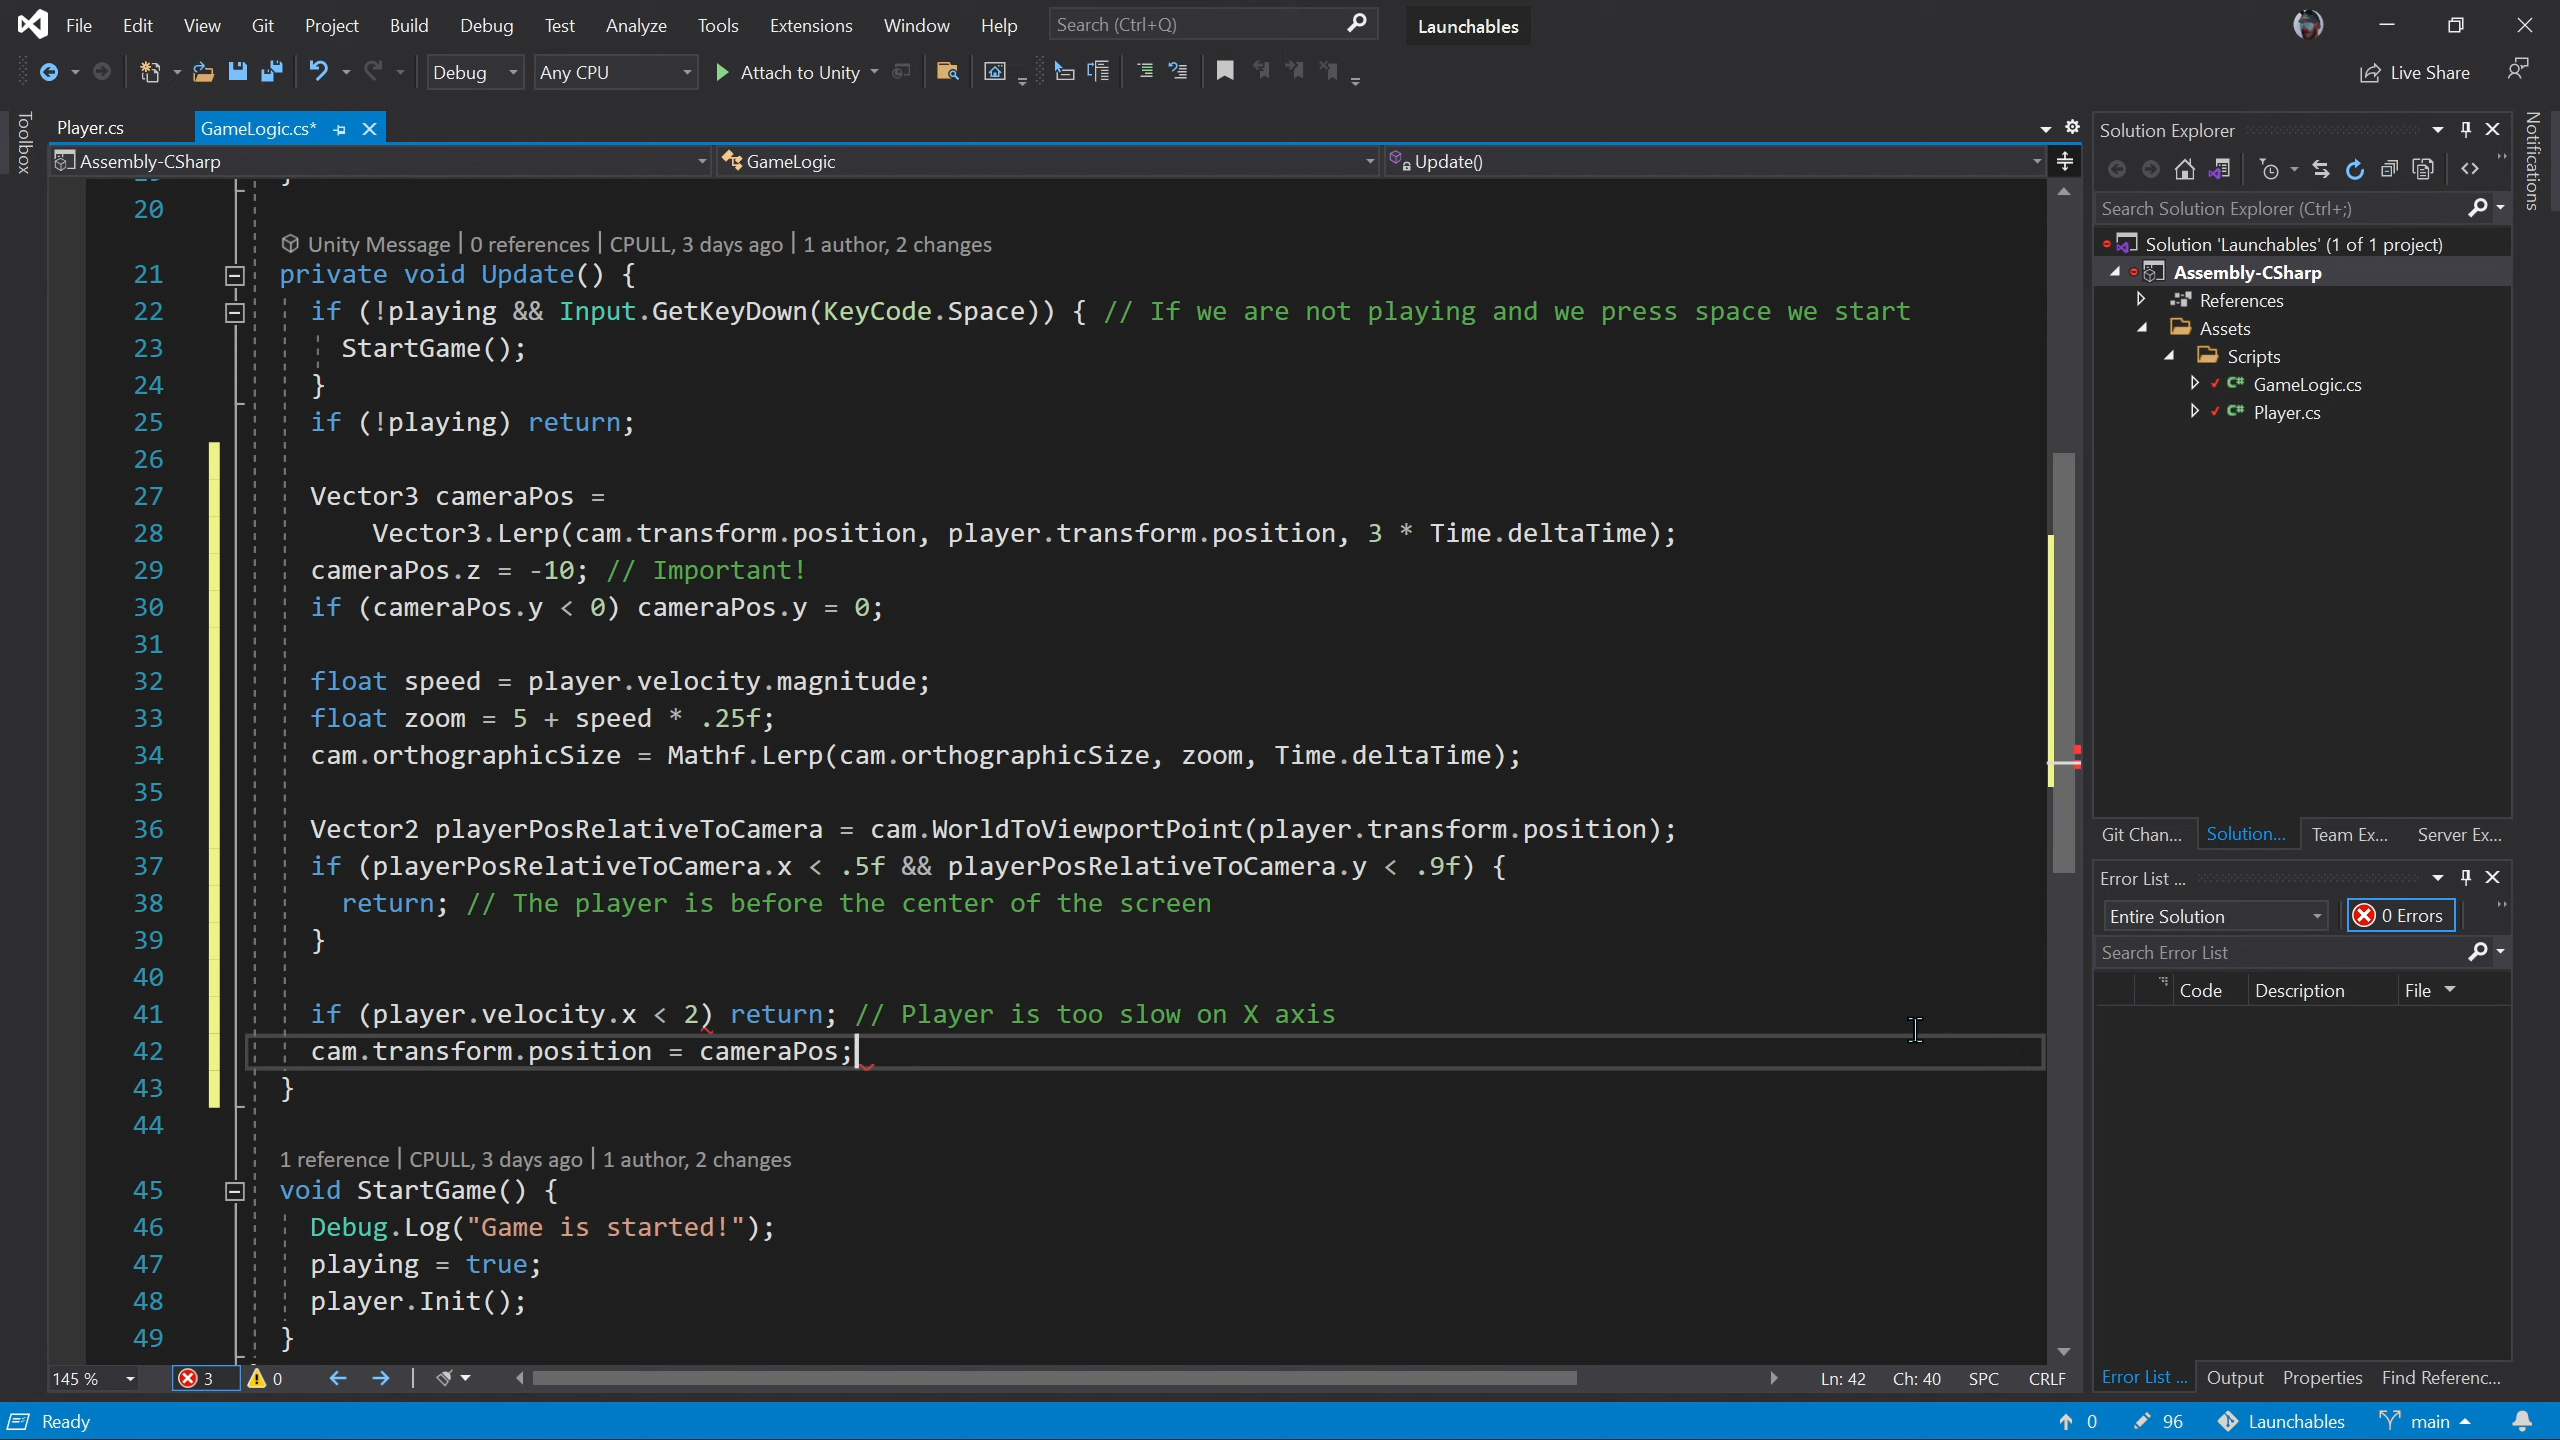 File Edit View Git Project Build Debug Test Analyze Tools Extensions Window Help Search (Ctrl+Q) Launchables
Debug Any CPU Attach to Unity Live Share
Toolbox
Player.cs GameLogic.cs*
Assembly-CSharp GameLogic Update()
20
Unity Message | 0 references | CPULL, 3 days ago | 1 author, 2 changes
21 private void Update() {
22 if (!playing && Input.GetKeyDown(KeyCode.Space)) { // If we are not playing and we press space we start
23 StartGame();
24 }
25 if (!playing) return;
26
27 Vector3 cameraPos =
28 Vector3.Lerp(cam.transform.position, player.transform.position, 3 * Time.deltaTime);
29 cameraPos.z = -10; // Important!
30 if (cameraPos.y < 0) cameraPos.y = 0;
31
32 float speed = player.velocity.magnitude;
33 float zoom = 5 + speed * .25f;
34 cam.orthographicSize = Mathf.Lerp(cam.orthographicSize, zoom, Time.deltaTime);
35
36 Vector2 playerPosRelativeToCamera = cam.WorldToViewportPoint(player.transform.position);
37 if (playerPosRelativeToCamera.x < .5f && playerPosRelativeToCamera.y < .9f) {
38 return; // The player is before the center of the screen
39 }
40
41 if (player.velocity.x < 2) return; // Player is too slow on X axis
42 cam.transform.position = cameraPos;
43 }
44
1 reference | CPULL, 3 days ago | 1 author, 2 changes
45 void StartGame() {
46 Debug.Log("Game is started!");
47 playing = true;
48 player.Init();
49 }
145 % 3 0 Ln: 42 Ch: 40 SPC CRLF
Solution Explorer
Search Solution Explorer (Ctrl+;)
Solution 'Launchables' (1 of 1 project)
Assembly-CSharp
References
Assets
Scripts
C# GameLogic.cs
C# Player.cs
Git Chan... Solution... Team Ex... Server Ex...
Error List ...
Entire Solution 0 Errors
Search Error List
Code Description File
Error List ... Output Properties Find Referenc...
Notifications
Ready 0 96 Launchables main